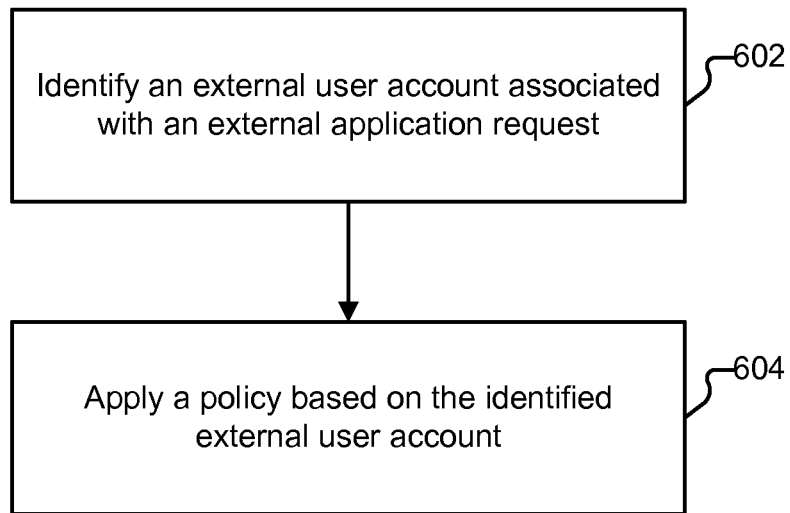 Identify an external user account associated
with an external application request
602
Apply a policy based on the identified
external user account
604